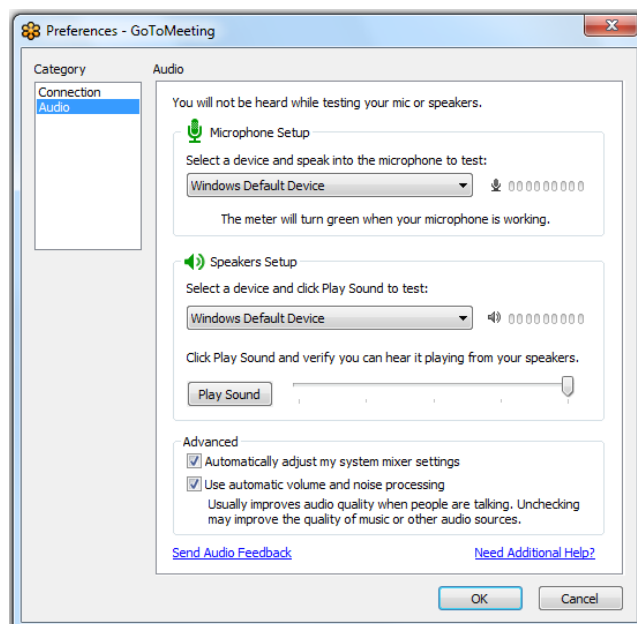 Preferences - GoToMeeting
Category
Audio
Connection
Audio
You will not be heard while testing your mic or speakers.
Microphone Setup
Select a device and speak into the microphone to test:
Windows Default Device
The meter will turn green when your microphone is working.
Speakers Setup
Select a device and click Play Sound to test:
Windows Default Device
Click Play Sound and verify you can hear it playing from your speakers.
Play Sound
Advanced
Automatically adjust my system mixer settings
Use automatic volume and noise processing
Usually improves audio quality when people are talking. Unchecking
may improve the quality of music or other audio sources.
Send Audio Feedback
Need Additional Help?
OK
Cancel